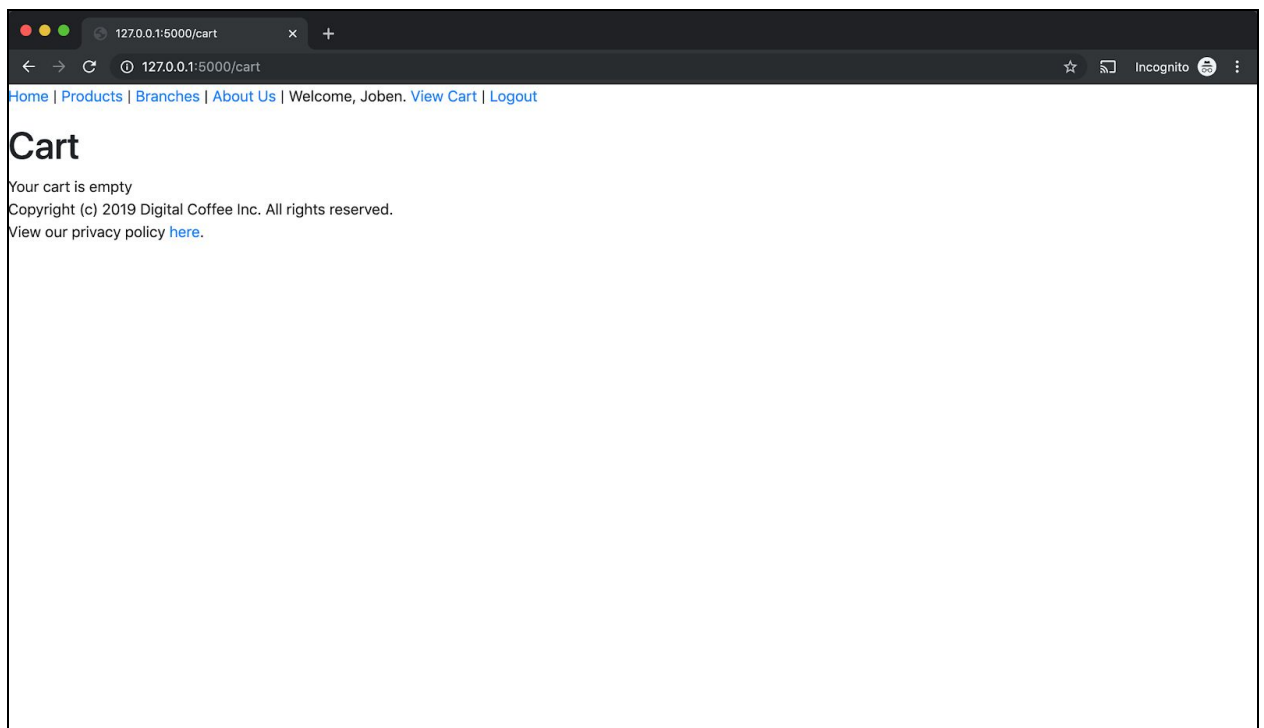 127.0.0.1:5000/cart
127.0.0.1:5000/cart Incognito
Home | Products | Branches | About Us | Welcome, Joben. View Cart | Logout
Cart
Your cart is empty
Copyright (c) 2019 Digital Coffee Inc. All rights reserved.
View our privacy policy here.